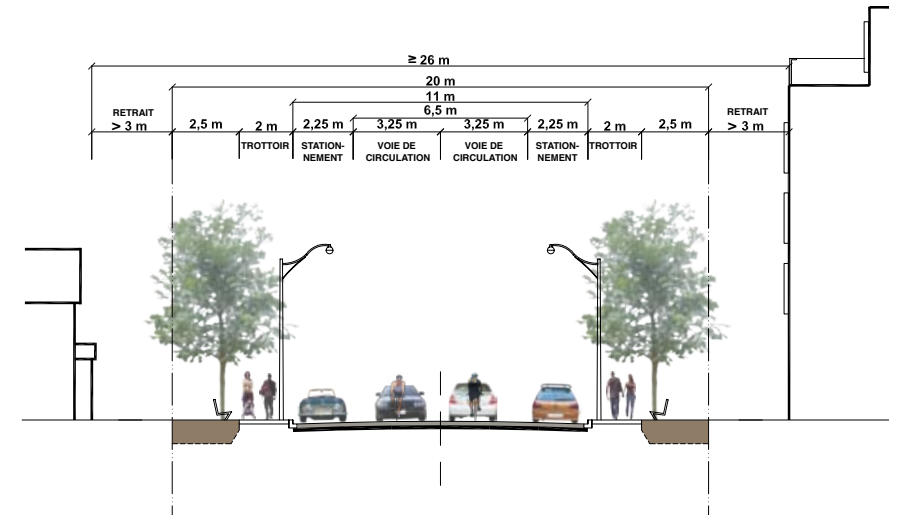 ≥ 26 m
20 m
11 m
6,5 m
RETRAIT
> 3 m
2,5 m
2 m
2,25 m
3,25 m
3,25 m
2,25 m
2 m
2,5 m
RETRAIT
> 3 m
TROTTOIR
STATION-
NEMENT
VOIE DE
CIRCULATION
VOIE DE
CIRCULATION
STATION-
NEMENT
TROTTOIR